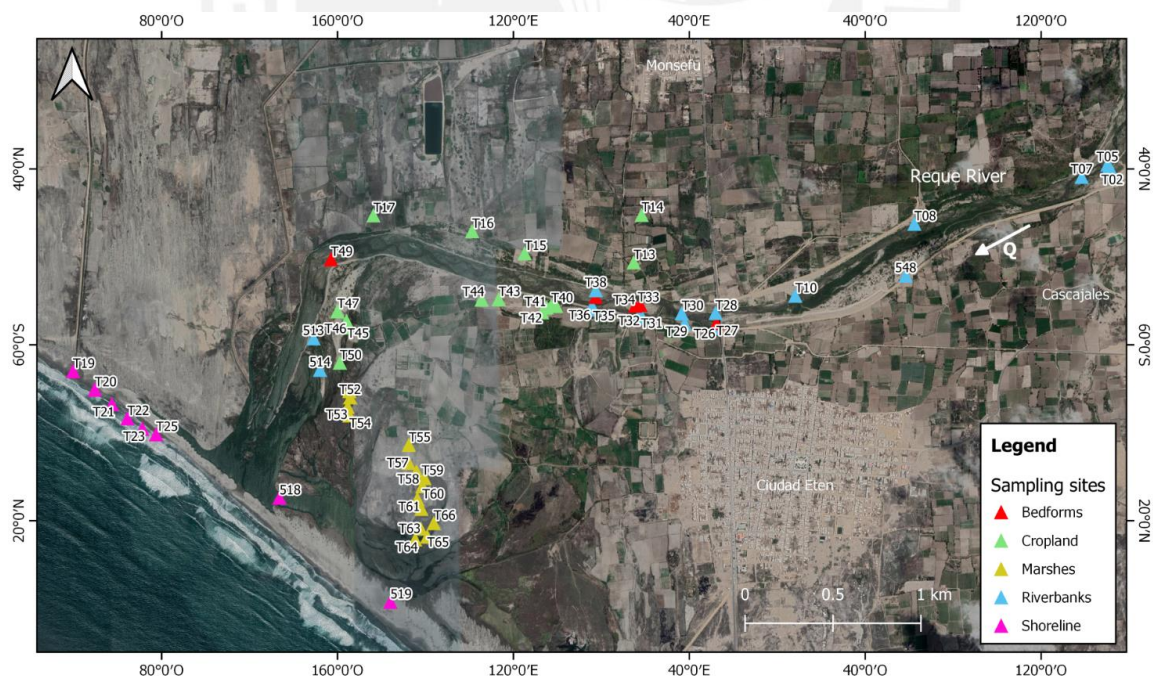 80°0′O 160°0′O 120°0′E 40°0′E 40°0′O 120°0′O
Monsefú
40°0′N
40°0′N
T05
T07
T02
Reque River
T17
T14
T16
T08
T15
T13
Q
T49
548
Cascajales
T38
T10
T44 T43
T41 T40
T34 T33
T42
T36 T35
T32 T31
T30 T28
T29 T26 T27
T47
513 T46 T45
60°0′S
60°0′S
T50
514
T19
T20
T52
T21 T22
T53 T54
T23 T25
T55
T57
T59
T58
T60
T61
T66
T63
T65
T64
518
519
20°0′N
20°0′N
Ciudad Eten
Legend
Sampling sites
Bedforms
Cropland
Marshes
Riverbanks
Shoreline
0 0.5 1 km
80°0′O 160°0′O 120°0′E 40°0′E 40°0′O 120°0′O